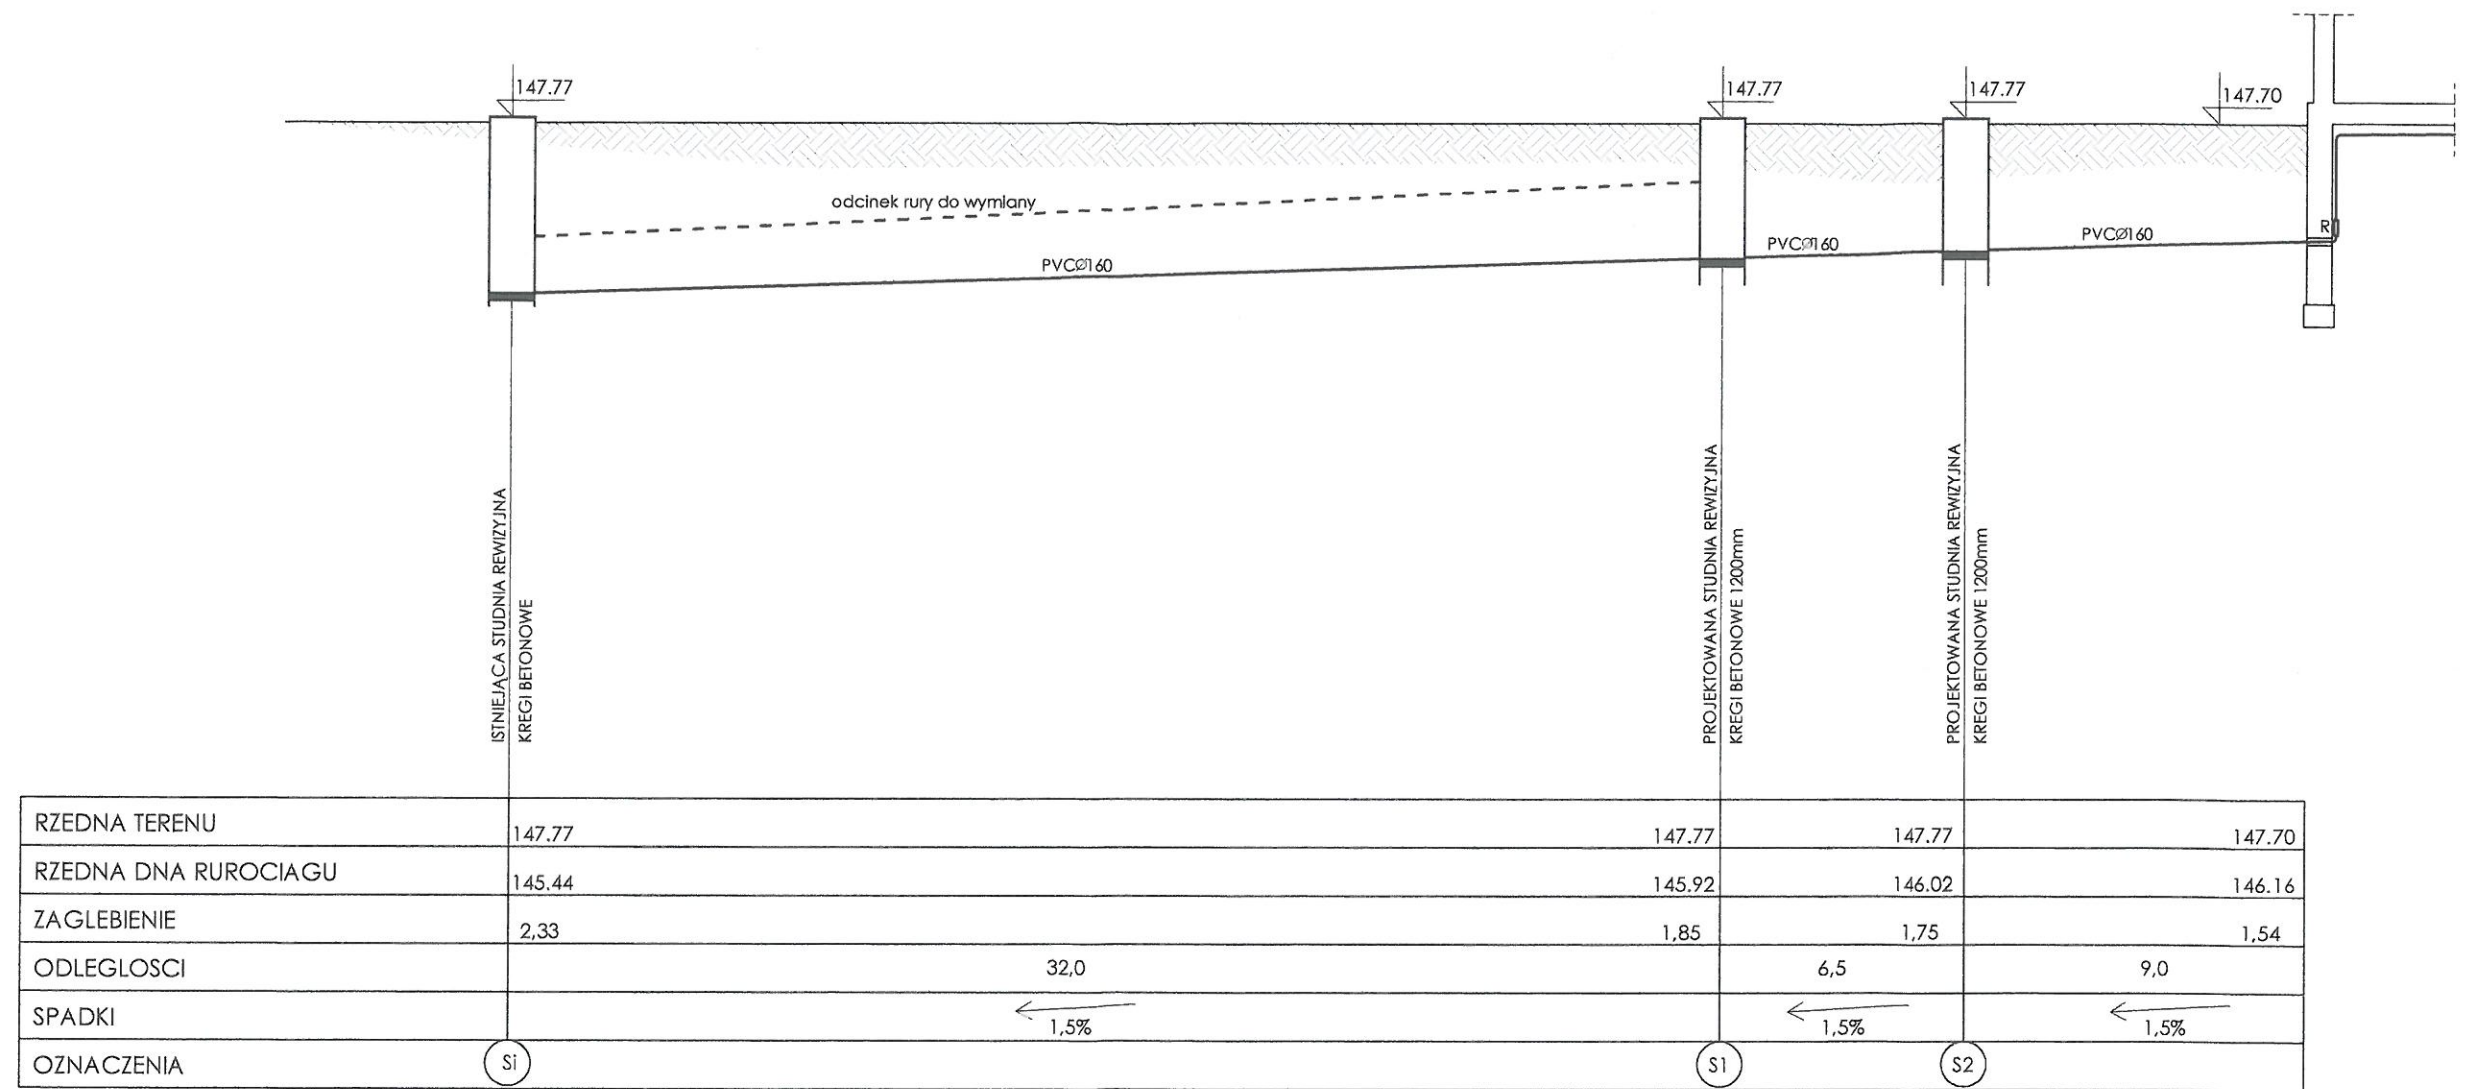 147.77
147.77
147.77
147.70
odcinek rury do wymiany
PVCØ160
PVCØ160
PVCØ160
R
ISTNIEJĄCA STUDNIA REWIZYJNA
KREGI BETONOWE
PROJEKTOWANA STUDNIA REWIZYJNA
KREGI BETONOWE 1200mm
PROJEKTOWANA STUDNIA REWIZYJNA
KREGI BETONOWE 1200mm
RZEDNA TERENU 147.77 147.77 147.77 147.70
RZEDNA DNA RUROCIAGU 145.44 145.92 146.02 146.16
ZAGLEBIENIE 2,33 1,85 1,75 1,54
ODLEGLOSCI 32,0 6,5 9,0
SPADKI 1,5% 1,5% 1,5%
OZNACZENIA Si S1 S2